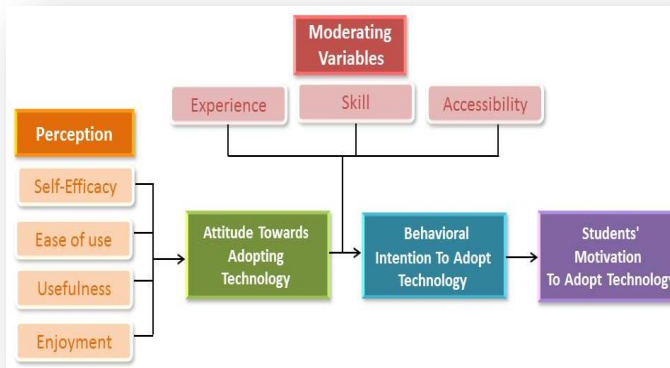 Moderating
Variables
Experience
Skill
Accessibility
Perception
Self-Efficacy
Ease of use
Usefulness
Enjoyment
Attitude Towards
Adopting
Technology
Behavioral
Intention To Adopt
Technology
Students'
Motivation
To Adopt Technology